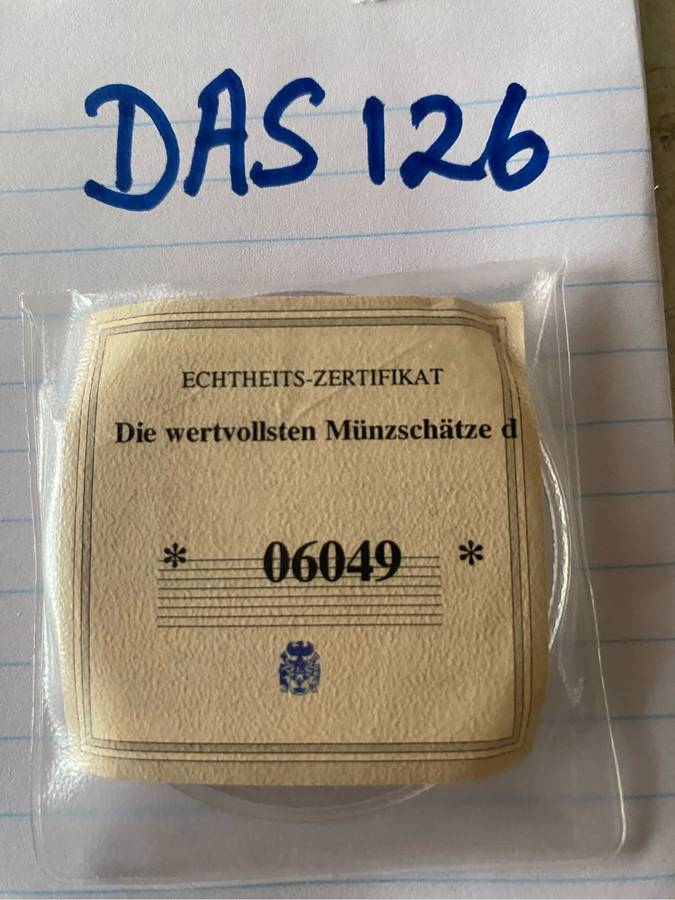 DAS 126
ECHTHEITS-ZERTIFIKAT
Die wertvollsten Münzschätze d
* 06049 *